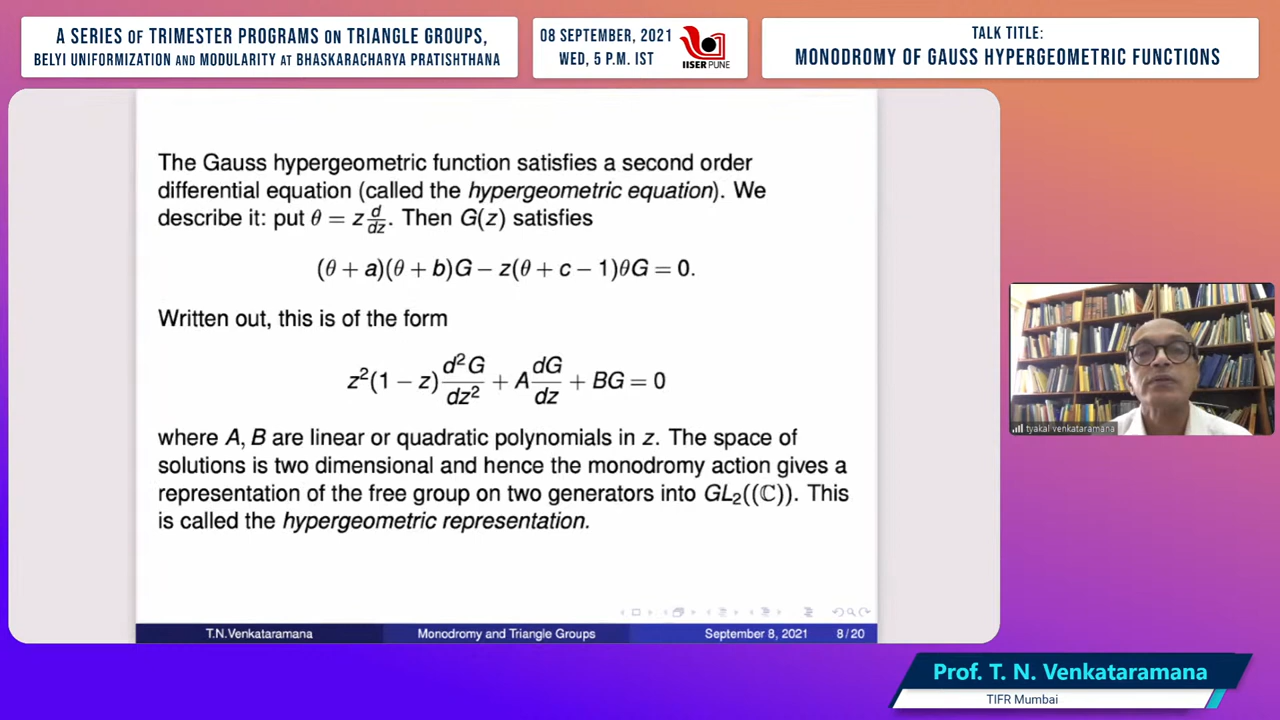 A SERIES OF TRIMESTER PROGRAMS ON TRIANGLE GROUPS,
BELYI UNIFORMIZATION AND MODULARITY AT BHASKARACHARYA PRATISHTHANA
08 SEPTEMBER, 2021
WED, 5 P.M. IST
IISER PUNE
TALK TITLE:
MONODROMY OF GAUSS HYPERGEOMETRIC FUNCTIONS
The Gauss hypergeometric function satisfies a second order
differential equation (called the hypergeometric equation). We
describe it: put θ = z d/dz. Then G(z) satisfies
(θ + a)(θ + b)G − z(θ + c − 1)θG = 0.
Written out, this is of the form
z²(1 − z) d²G/dz² + A dG/dz + BG = 0
where A, B are linear or quadratic polynomials in z. The space of
solutions is two dimensional and hence the monodromy action gives a
representation of the free group on two generators into GL₂((ℂ)). This
is called the hypergeometric representation.
T.N.Venkataramana Monodromy and Triangle Groups September 8, 2021 8/20
tyakal venkataramana
Prof. T. N. Venkataramana
TIFR Mumbai